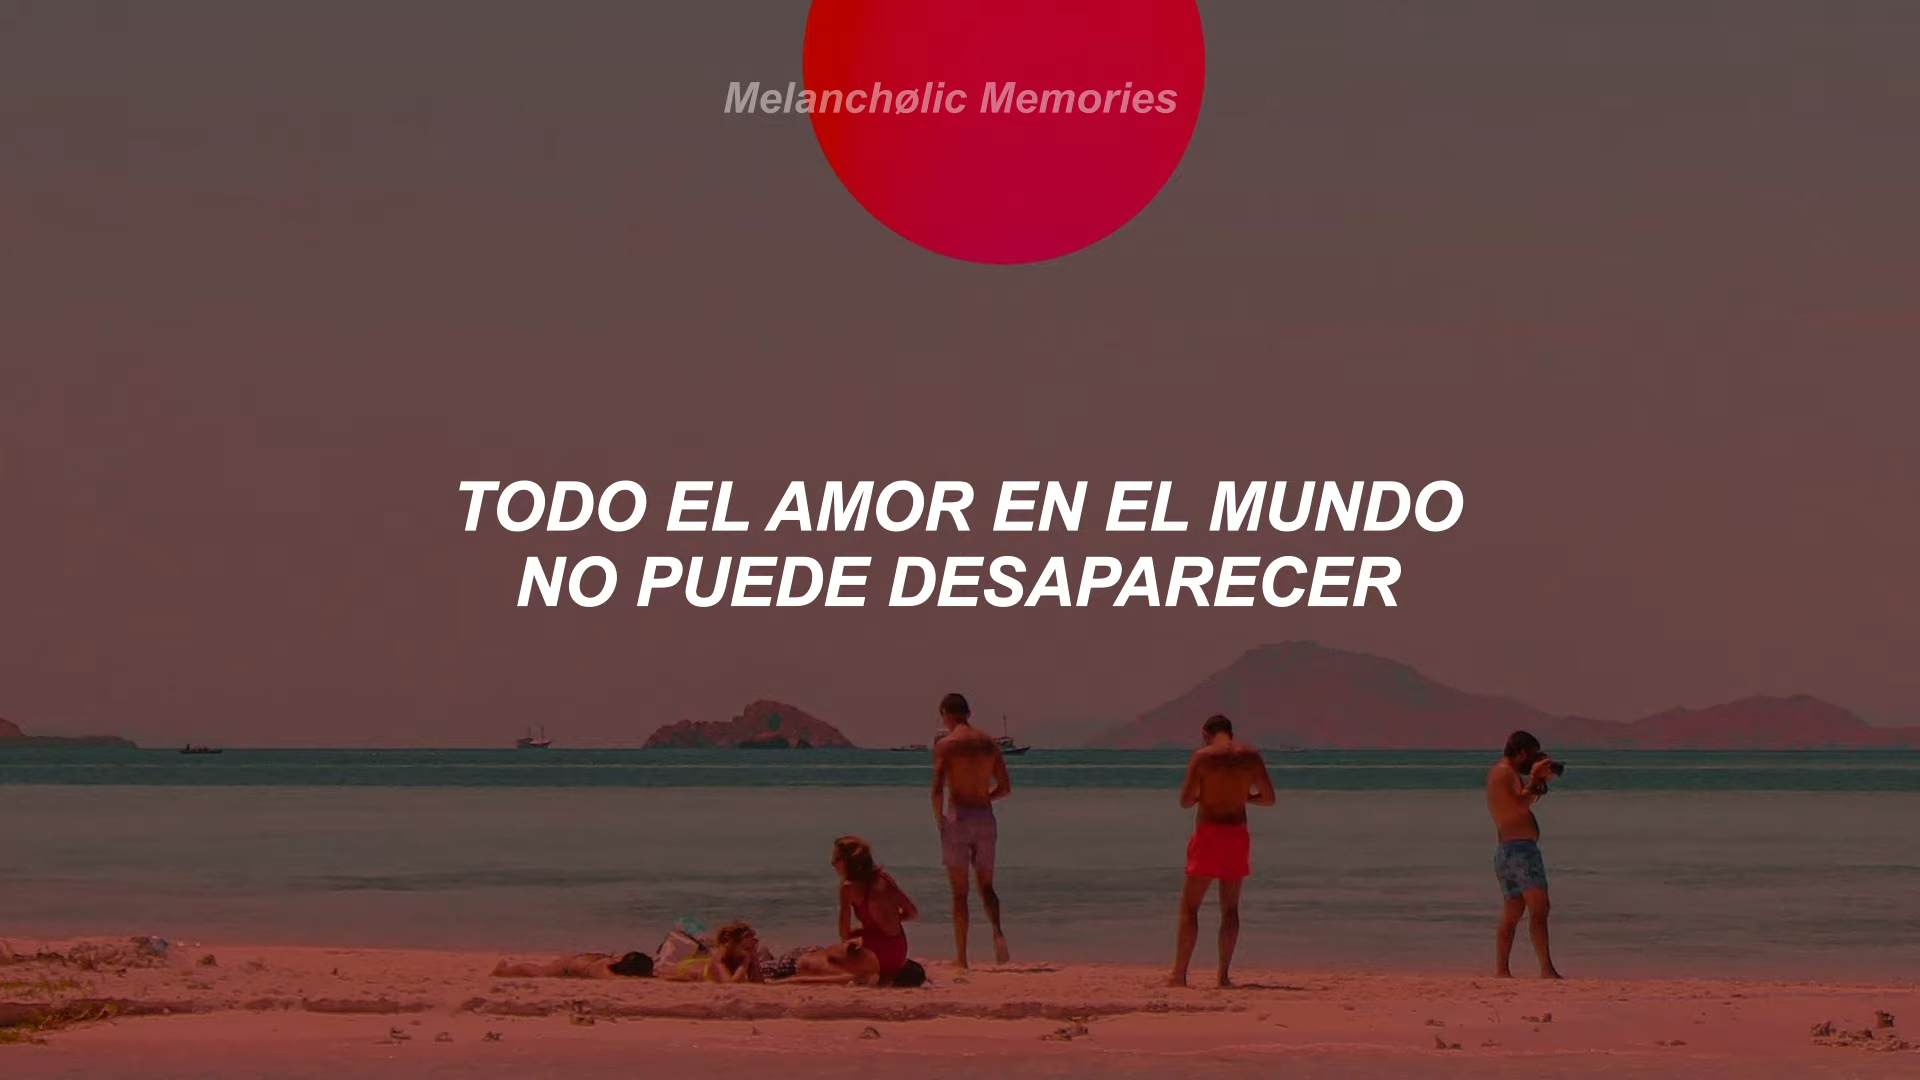 Melanchølic Memories
TODO EL AMOR EN EL MUNDO
NO PUEDE DESAPARECER